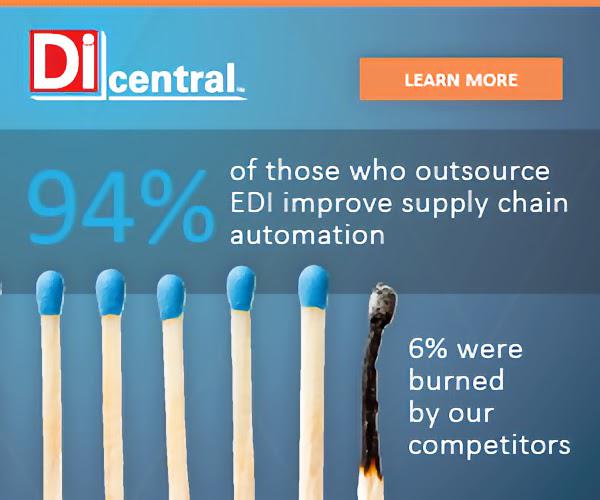 Di central
LEARN MORE
94%
of those who outsource
EDI improve supply chain
automation
6% were
burned
by our
competitors